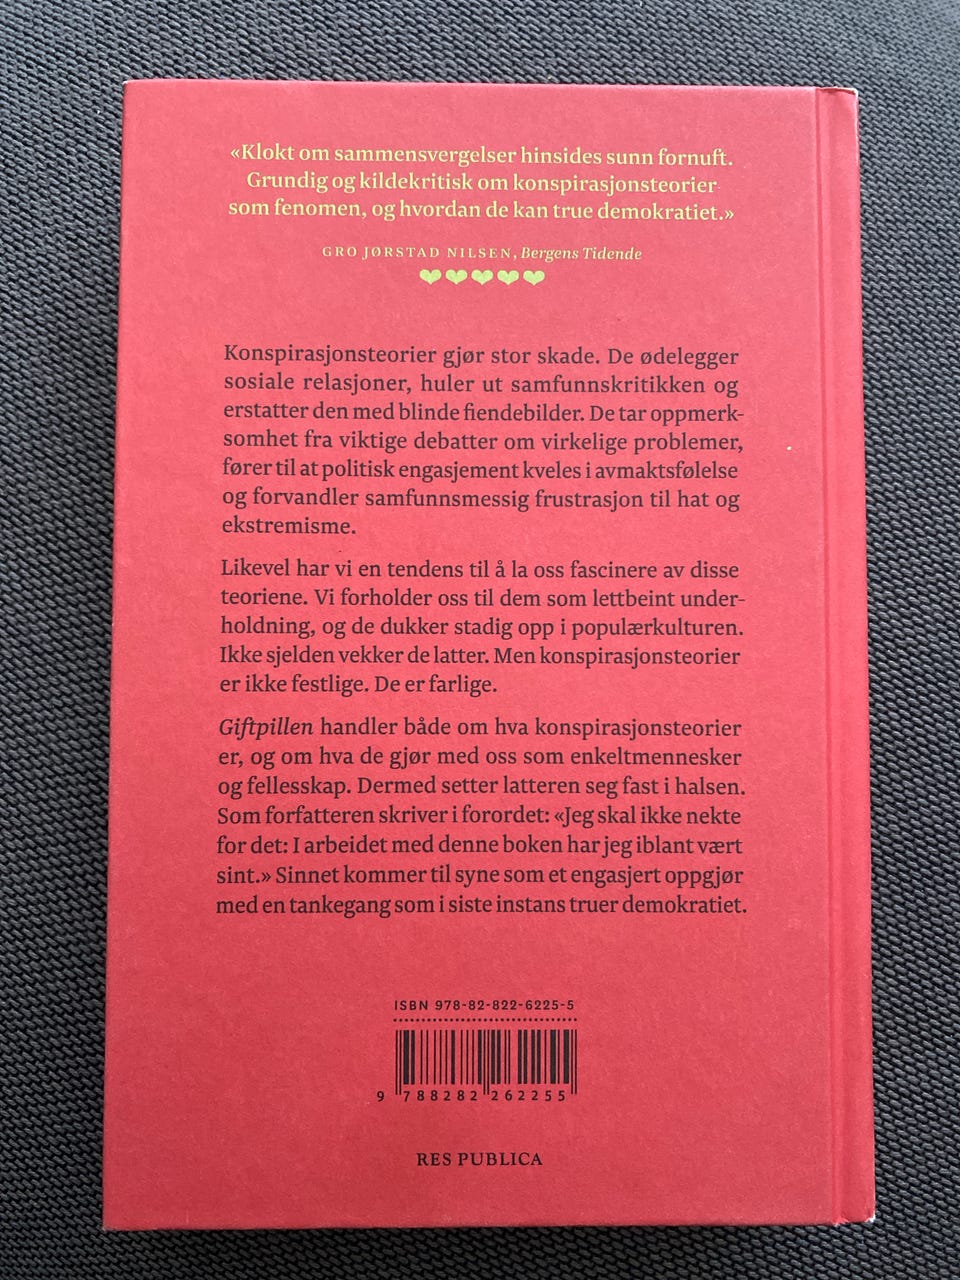 «Klokt om sammensvergelser hinsides sunn fornuft.
Grundig og kildekritisk om konspirasjonsteorier
som fenomen, og hvordan de kan true demokratiet.»
GRO JØRSTAD NILSEN, Bergens Tidende
Konspirasjonsteorier gjør stor skade. De ødelegger
sosiale relasjoner, huler ut samfunnskritikken og
erstatter den med blinde fiendebilder. De tar oppmerk-
somhet fra viktige debatter om virkelige problemer,
fører til at politisk engasjement kveles i avmaktsfølelse
og forvandler samfunnsmessig frustrasjon til hat og
ekstremisme.
Likevel har vi en tendens til å la oss fascinere av disse
teoriene. Vi forholder oss til dem som lettbeint under-
holdning, og de dukker stadig opp i populærkulturen.
Ikke sjelden vekker de latter. Men konspirasjonsteorier
er ikke festlige. De er farlige.
Giftpillen handler både om hva konspirasjonsteorier
er, og om hva de gjør med oss som enkeltmennesker
og fellesskap. Dermed setter latteren seg fast i halsen.
Som forfatteren skriver i forordet: «Jeg skal ikke nekte
for det: I arbeidet med denne boken har jeg iblant vært
sint.» Sinnet kommer til syne som et engasjert oppgjør
med en tankegang som i siste instans truer demokratiet.
ISBN 978-82-822-6225-5
9 788282 262255
RES PUBLICA